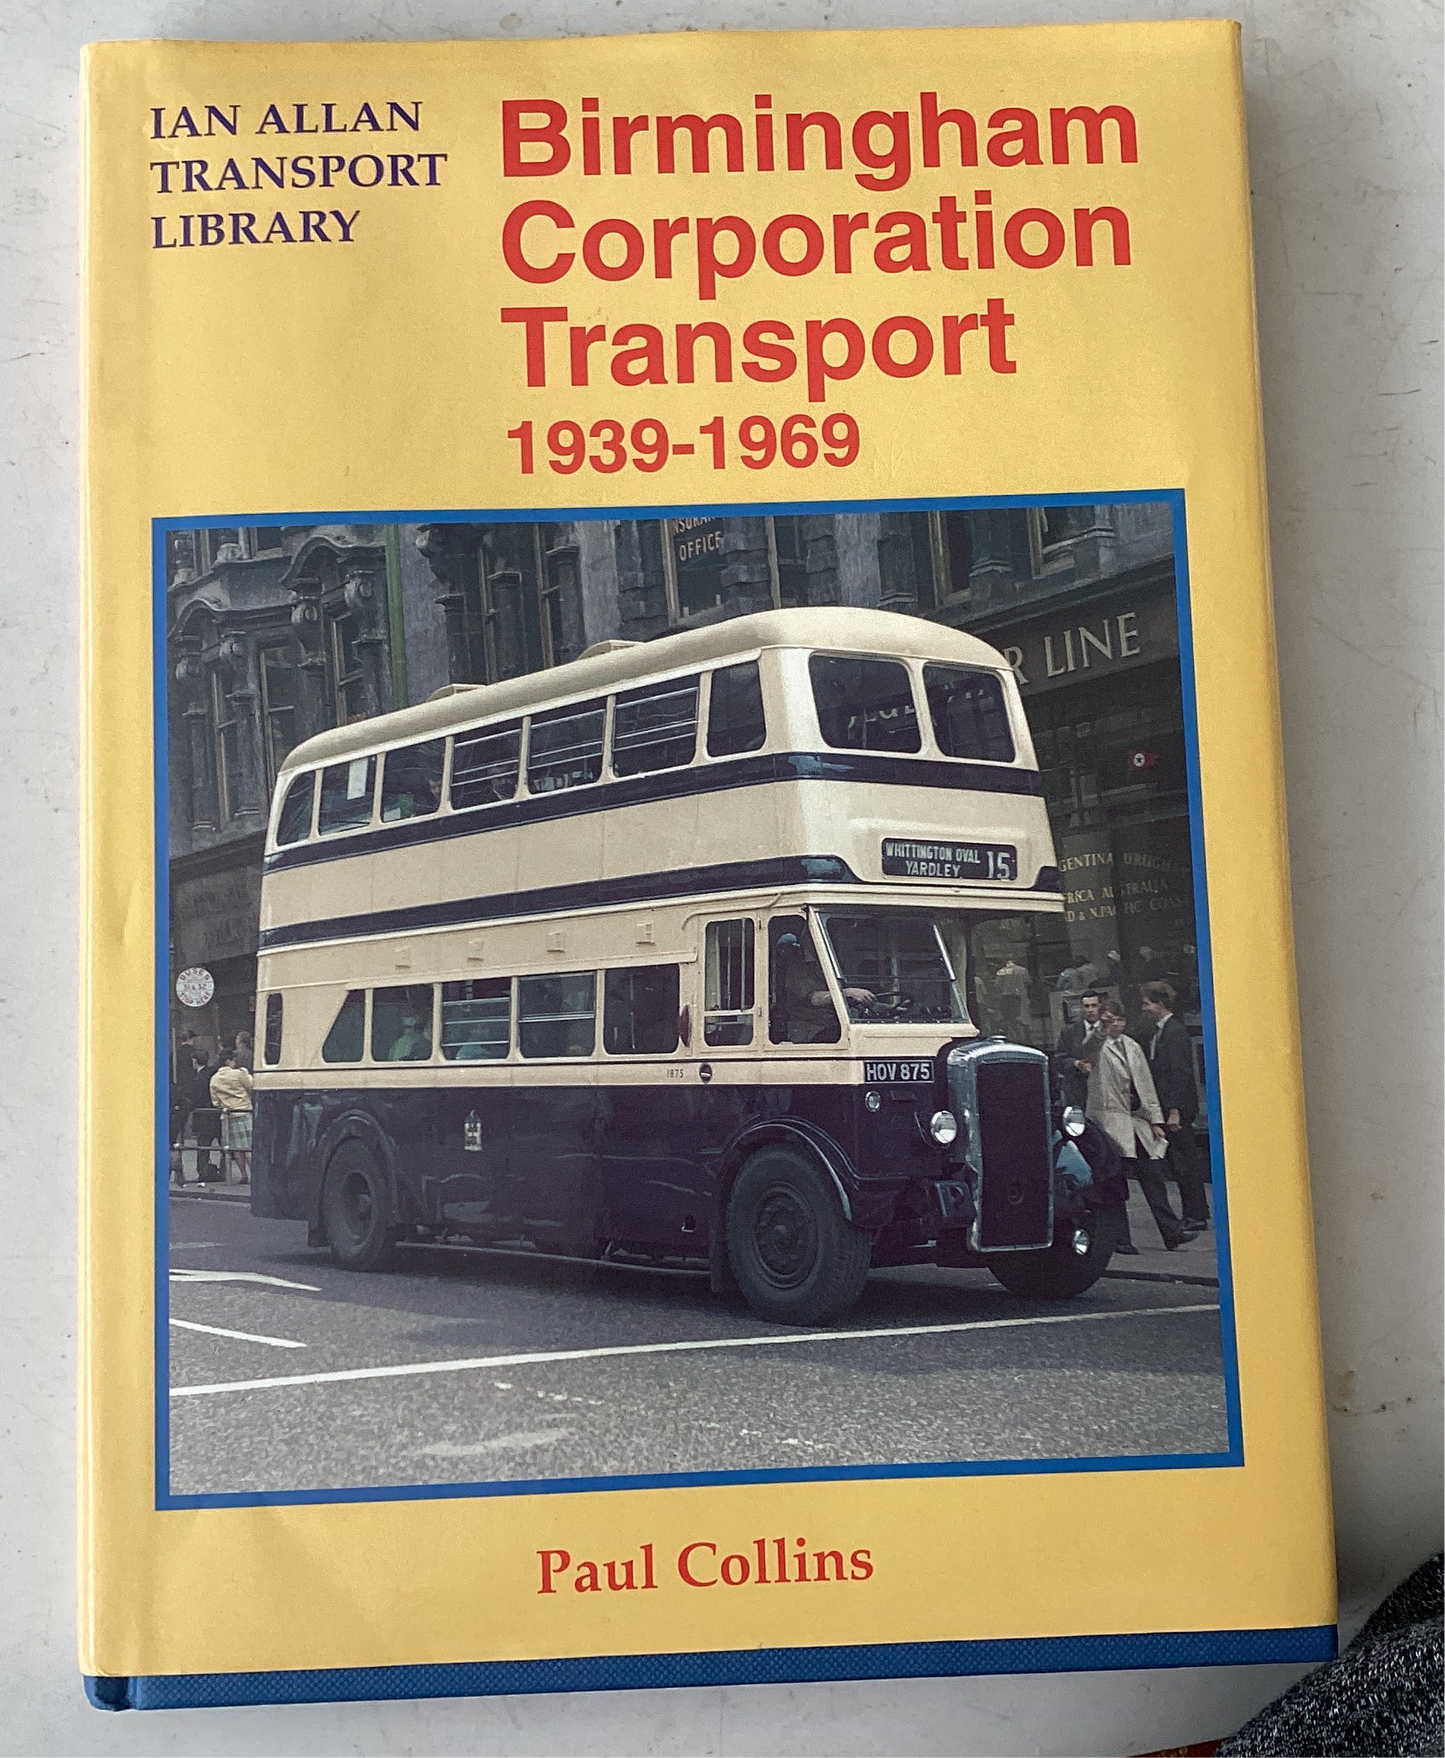 IAN ALLAN
TRANSPORT
LIBRARY
Birmingham
Corporation
Transport
1939-1969
OFFICE
R LINE
WHITTINGTON OVAL
YARDLEY
15
1875
HOV 875
Paul Collins